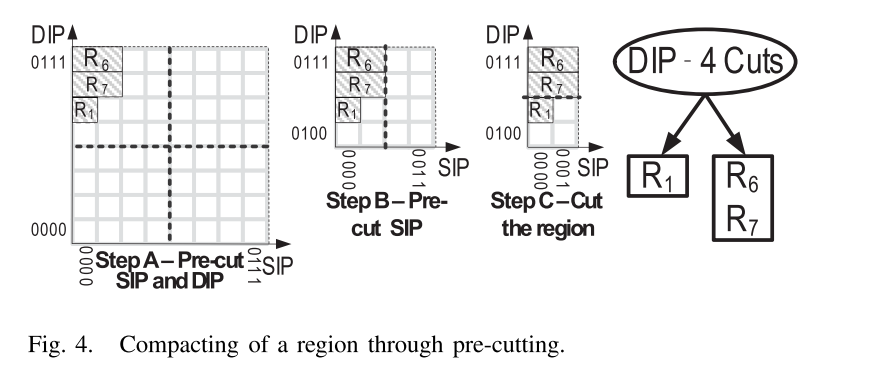 DIP
0111
R6
R7
R1
0000
0000
0111
SIP
Step A – Pre-cut
SIP and DIP
DIP
0111
R6
R7
R1
0100
0000
0011
SIP
Step B – Pre-
cut SIP
DIP
0111
R6
R7
R1
0100
0000
0001
SIP
Step C – Cut
the region
DIP - 4 Cuts
R1
R6
R7
Fig. 4. Compacting of a region through pre-cutting.